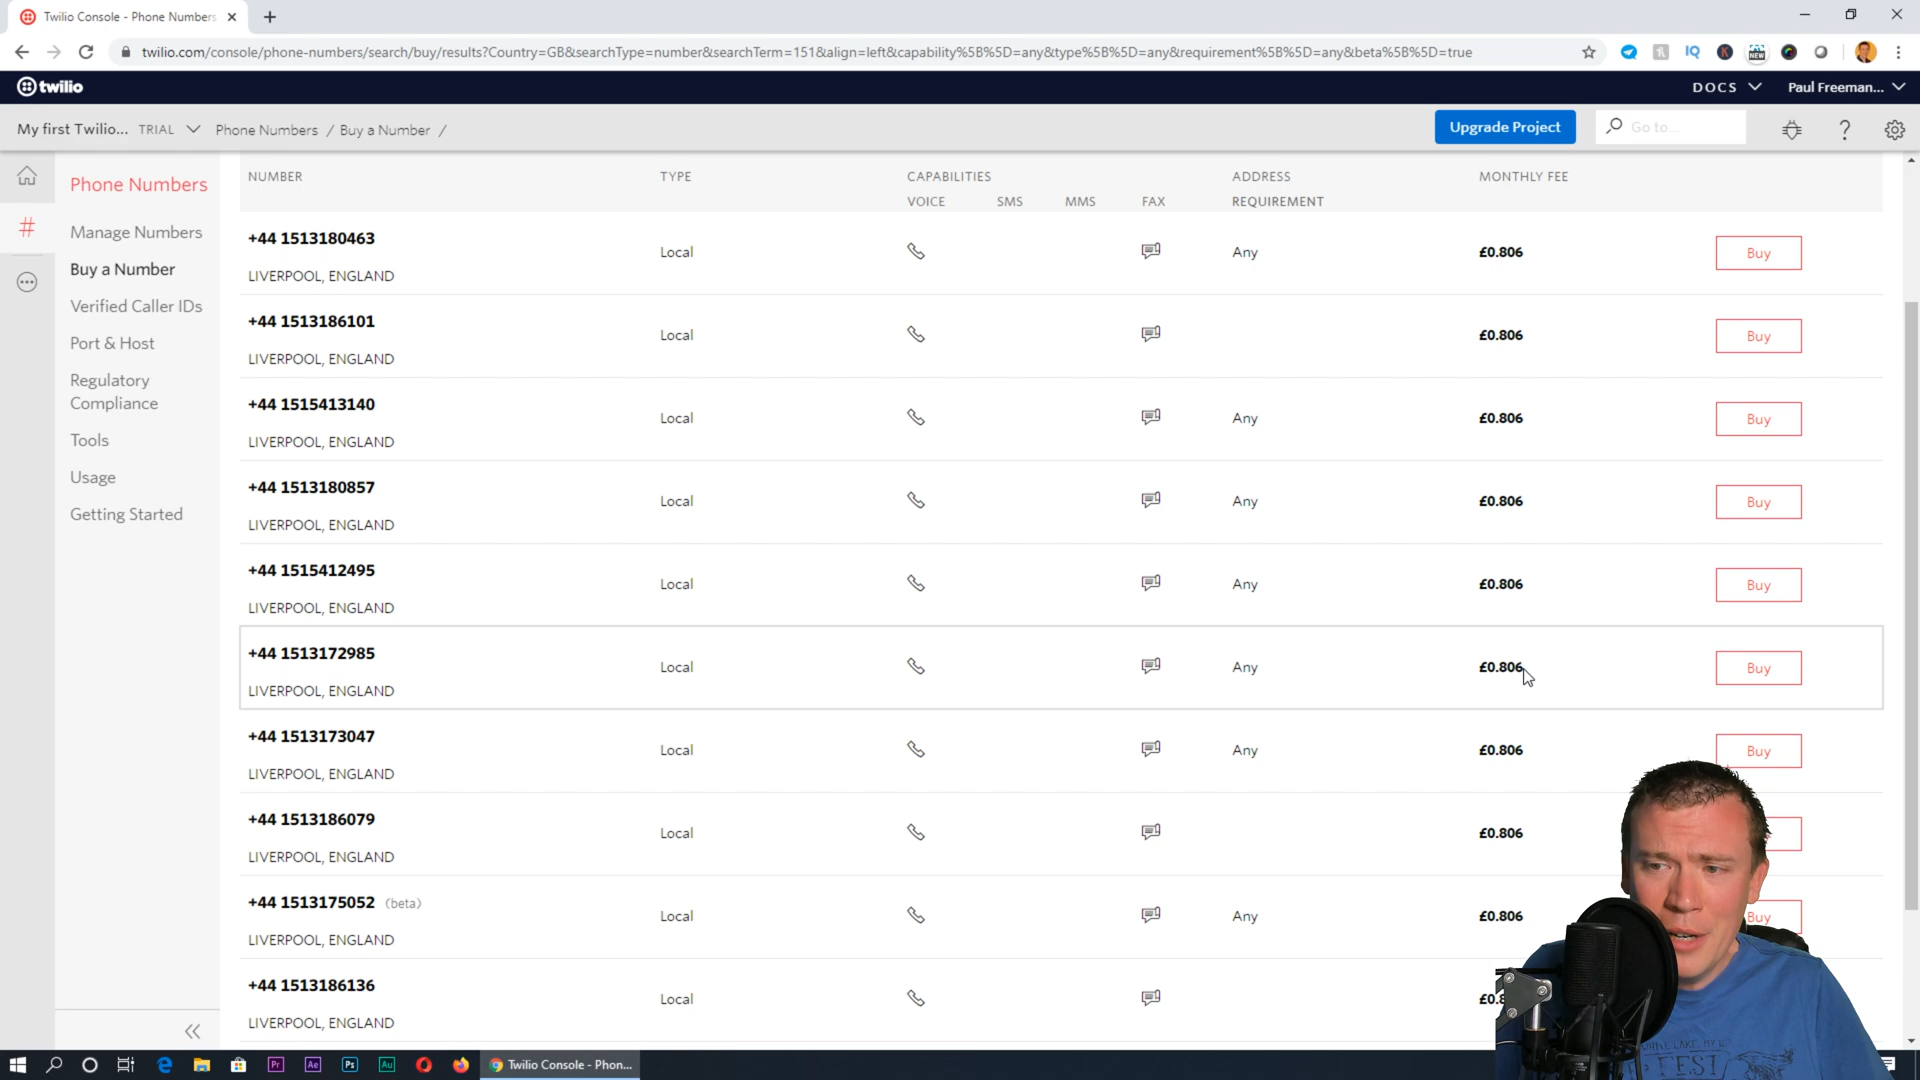 Twilio Console - Phone Numbers
twilio.com/console/phone-numbers/search/buy/results?Country=GB&searchType=number&searchTerm=151&align=left&capability%5B%5D=any&type%5B%5D=any&requirement%5B%5D=any&beta%5B%5D=true
IQ
NEW
twilio
DOCS
Paul Freeman...
My first Twilio... TRIAL
Phone Numbers / Buy a Number /
Upgrade Project
Go to...
Phone Numbers
Manage Numbers
Buy a Number
Verified Caller IDs
Port & Host
Regulatory
Compliance
Tools
Usage
Getting Started
NUMBER TYPE CAPABILITIES ADDRESS MONTHLY FEE
VOICE SMS MMS FAX REQUIREMENT
+44 1513180463
LIVERPOOL, ENGLAND
Local Any £0.806 Buy
+44 1513186101
LIVERPOOL, ENGLAND
Local £0.806 Buy
+44 1515413140
LIVERPOOL, ENGLAND
Local Any £0.806 Buy
+44 1513180857
LIVERPOOL, ENGLAND
Local Any £0.806 Buy
+44 1515412495
LIVERPOOL, ENGLAND
Local Any £0.806 Buy
+44 1513172985
LIVERPOOL, ENGLAND
Local Any £0.806 Buy
+44 1513173047
LIVERPOOL, ENGLAND
Local Any £0.806 Buy
+44 1513186079
LIVERPOOL, ENGLAND
Local £0.806
+44 1513175052 (beta)
LIVERPOOL, ENGLAND
Local Any £0.806 Buy
+44 1513186136
LIVERPOOL, ENGLAND
Local
Pr Ae Ps Au
Twilio Console - Phon...
FEST